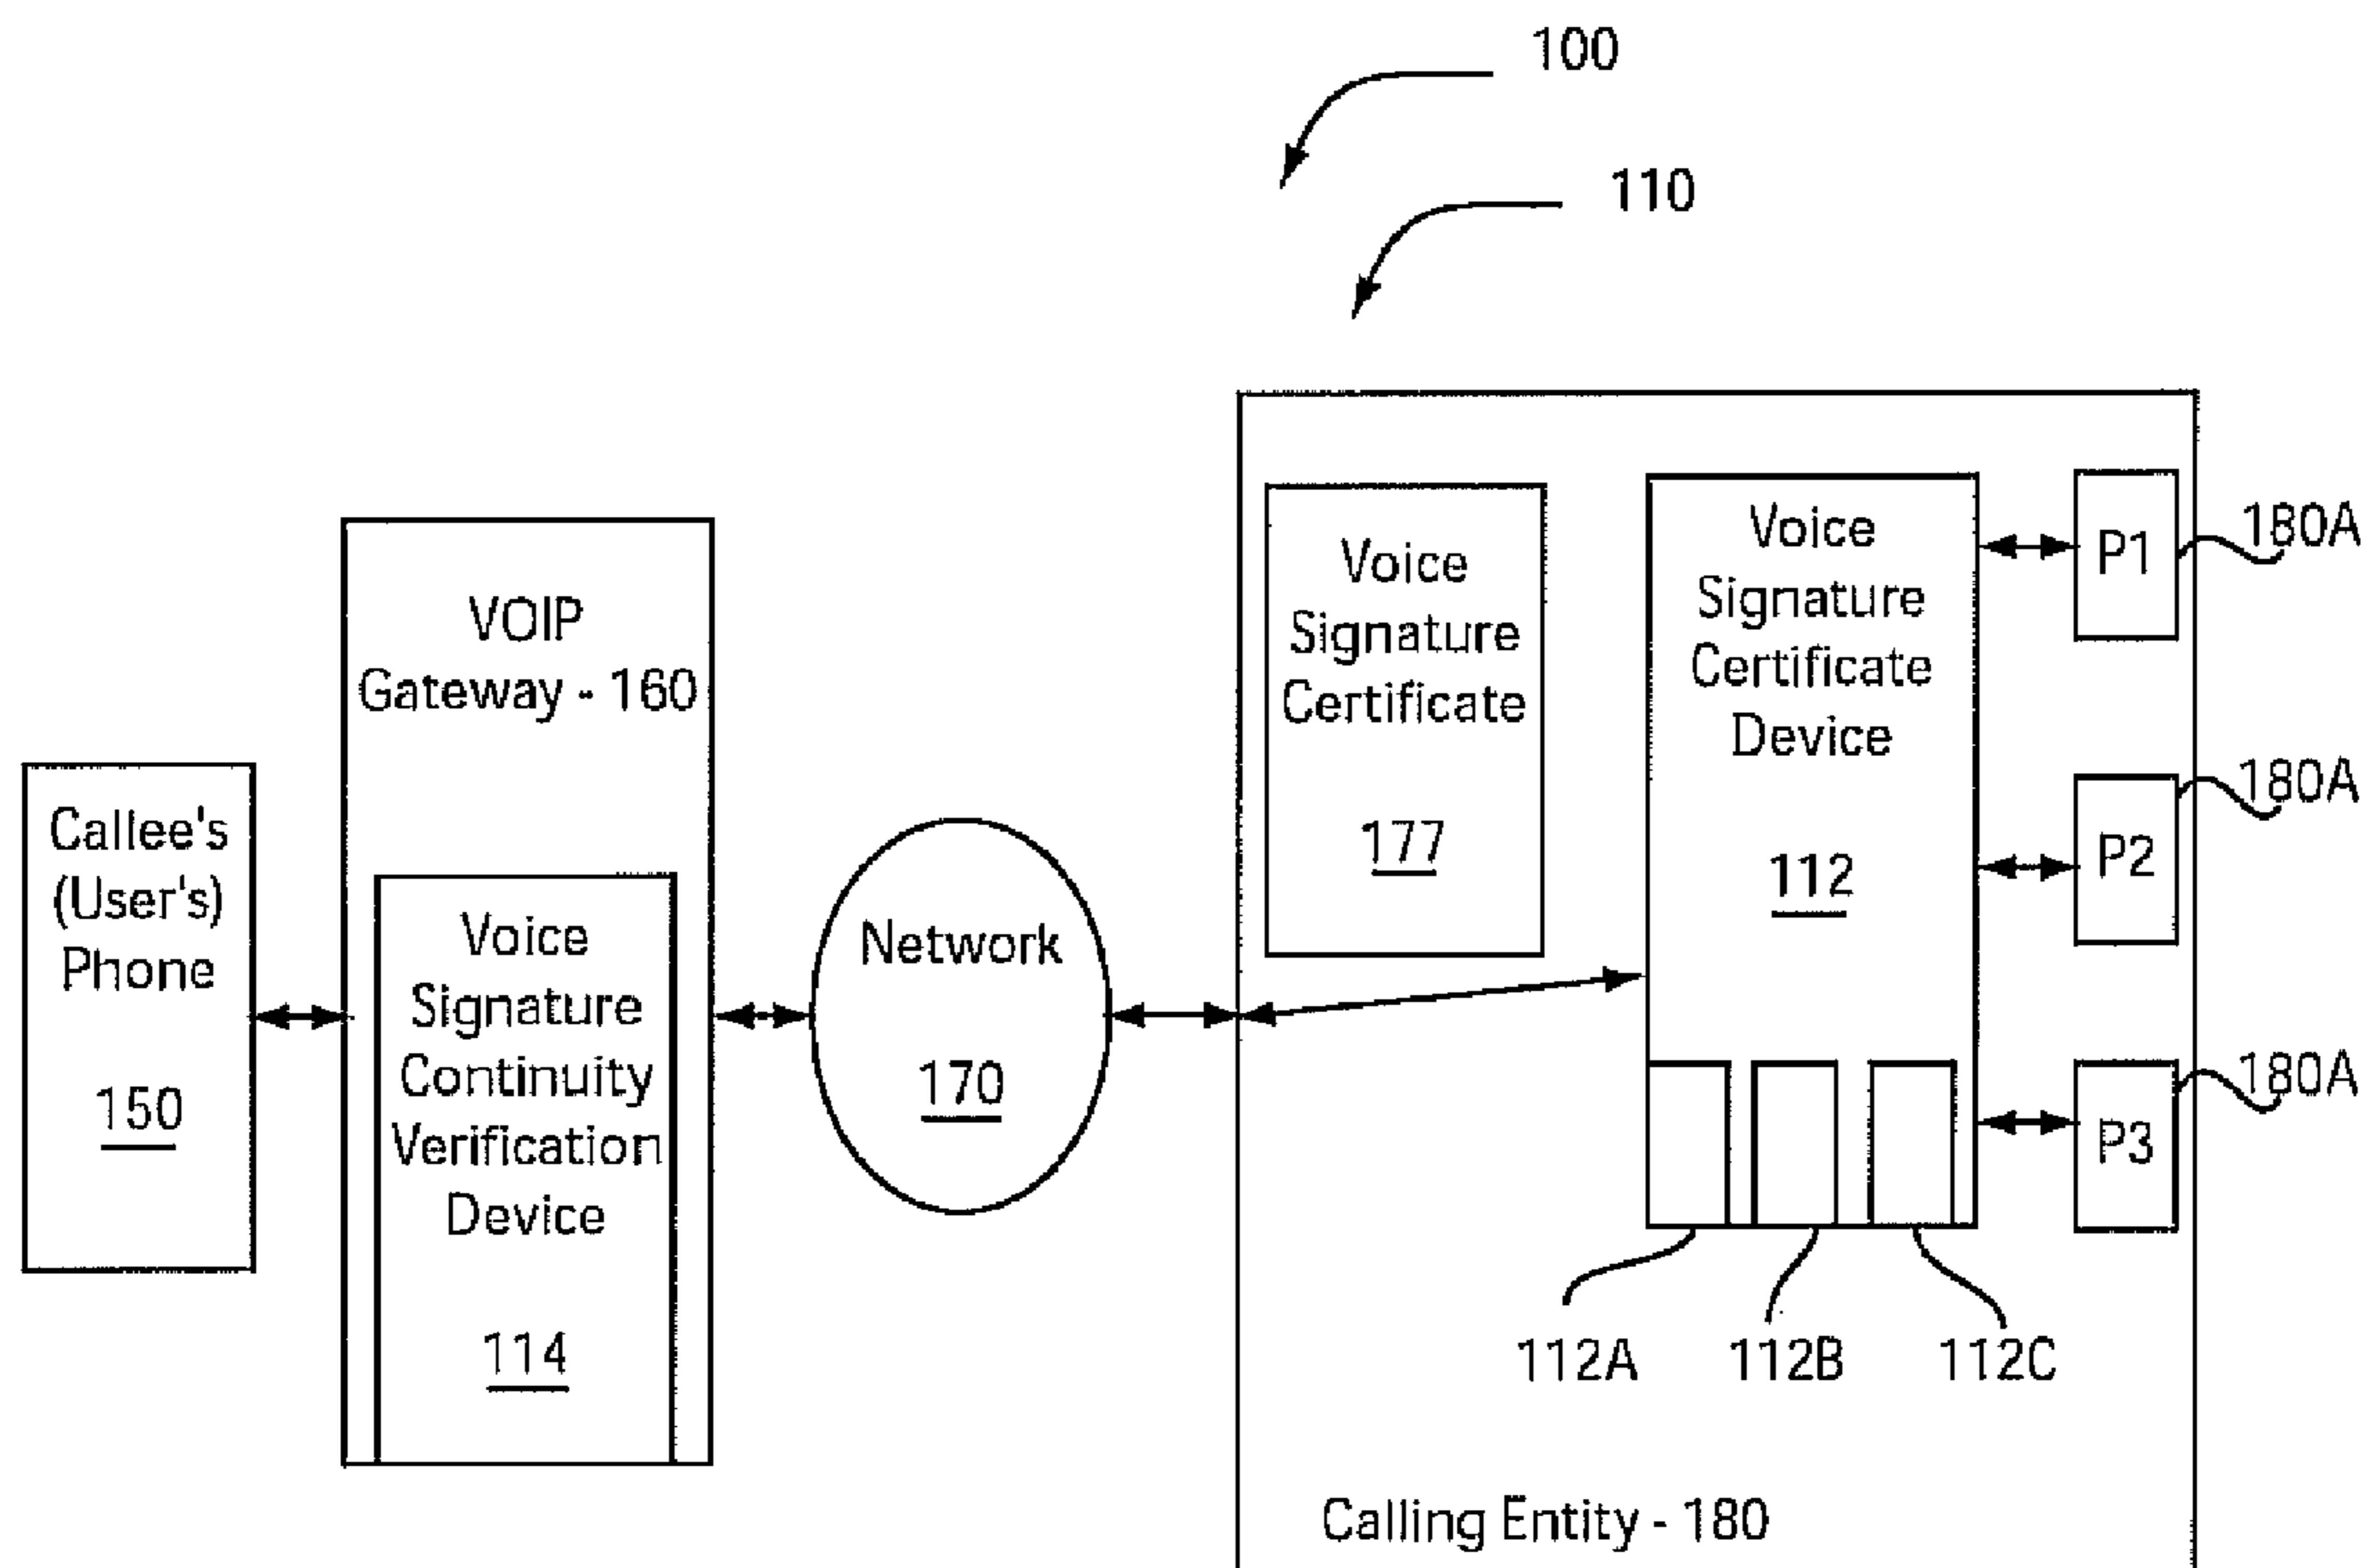 100
110
Callee's
(User's)
Phone
150
VOIP
Gateway - 160
Voice
Signature
Continuity
Verification
Device
114
Network
170
Voice
Signature
Certificate
177
Voice
Signature
Certificate
Device
112
P1
180A
P2
180A
P3
180A
112A
112B
112C
Calling Entity - 180